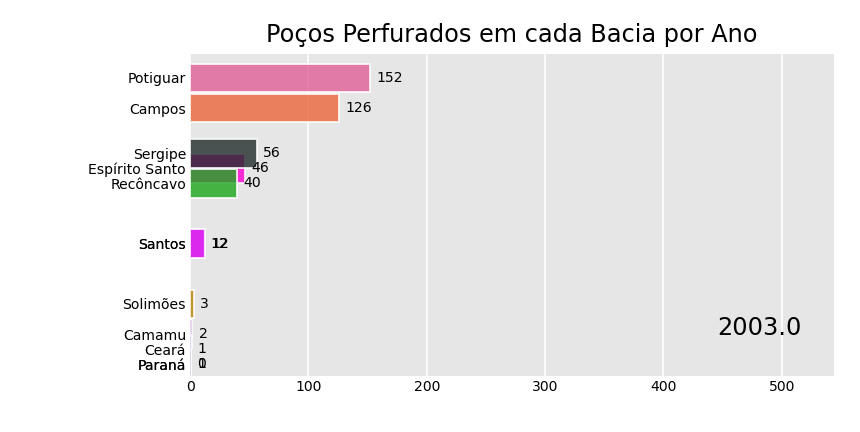 Poços Perfurados em cada Bacia por Ano
Potiguar 152
Campos 126
Sergipe 56
Espírito Santo 46
Recôncavo 40
Santos 12
Solimões 3
Camamu 2
Ceará 1
Paraná
2003.0
0 100 200 300 400 500